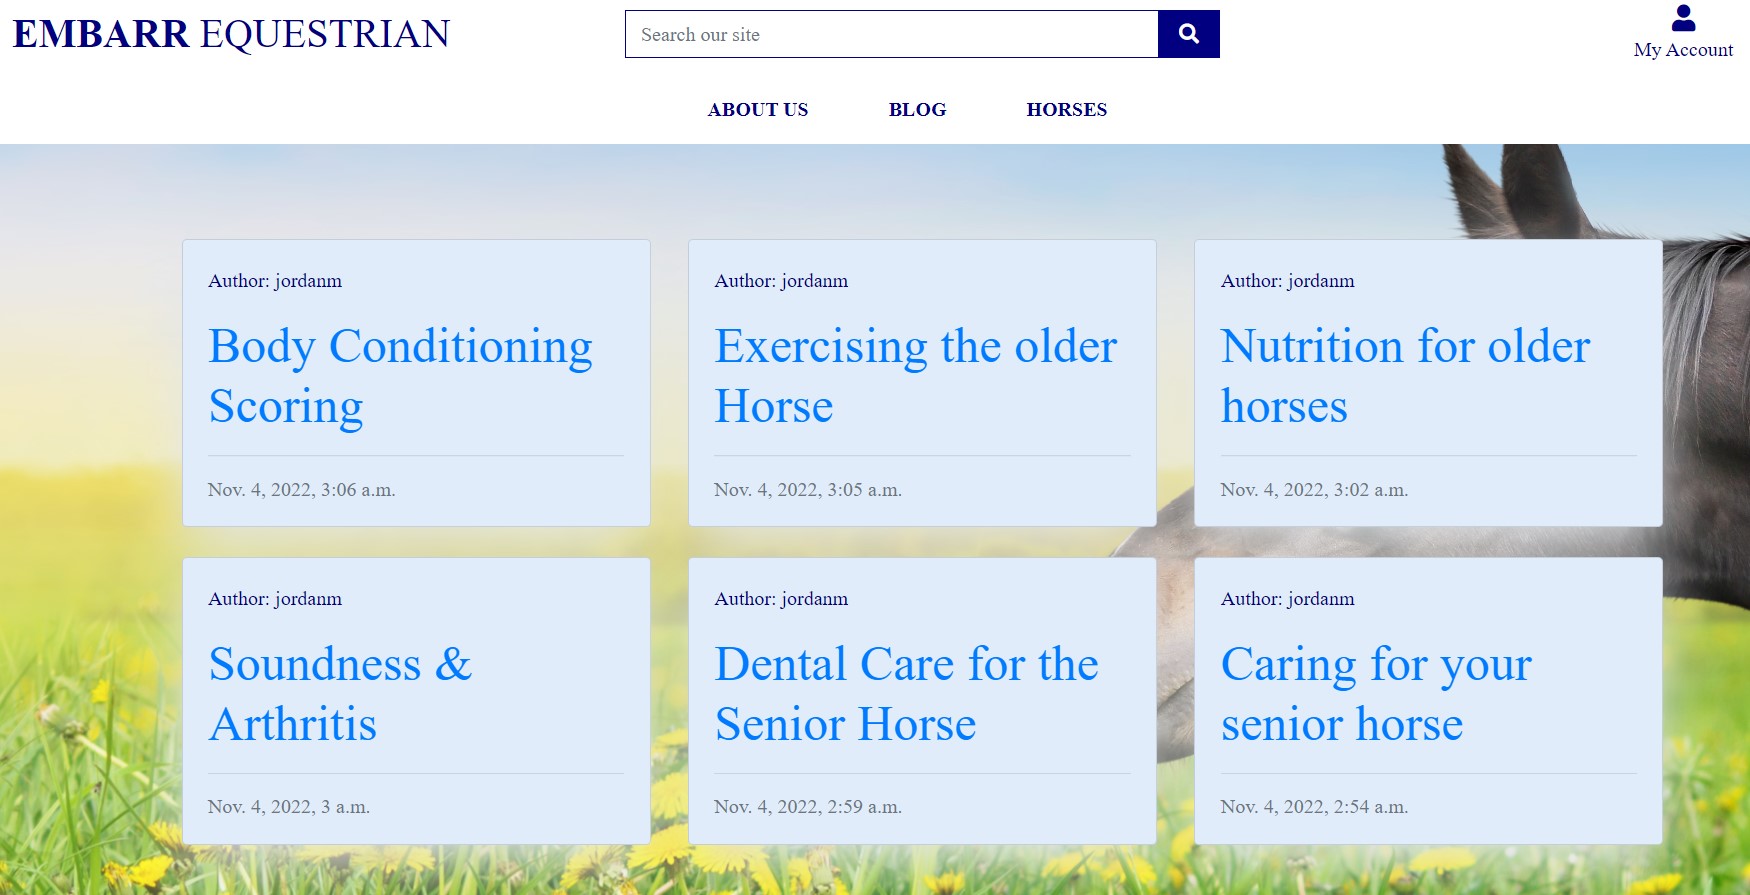 EMBARR EQUESTRIAN
Search our site
My Account
ABOUT US
BLOG
HORSES
Author: jordanm
Body Conditioning
Scoring
Nov. 4, 2022, 3:06 a.m.
Author: jordanm
Exercising the older
Horse
Nov. 4, 2022, 3:05 a.m.
Author: jordanm
Nutrition for older
horses
Nov. 4, 2022, 3:02 a.m.
Author: jordanm
Soundness &
Arthritis
Nov. 4, 2022, 3 a.m.
Author: jordanm
Dental Care for the
Senior Horse
Nov. 4, 2022, 2:59 a.m.
Author: jordanm
Caring for your
senior horse
Nov. 4, 2022, 2:54 a.m.